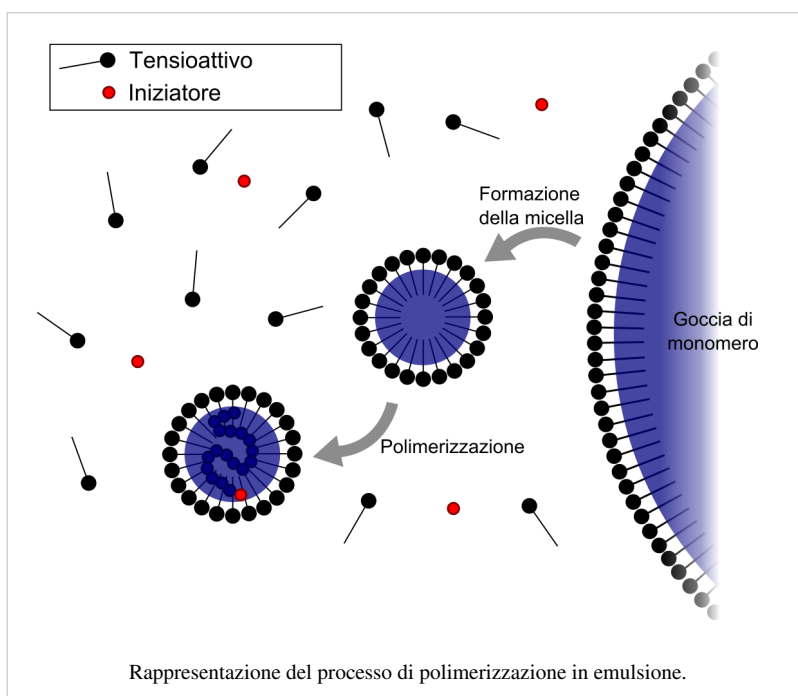 Tensioattivo
Iniziatore
Formazione
della micella
Goccia di
monomero
Polimerizzazione
Rappresentazione del processo di polimerizzazione in emulsione.